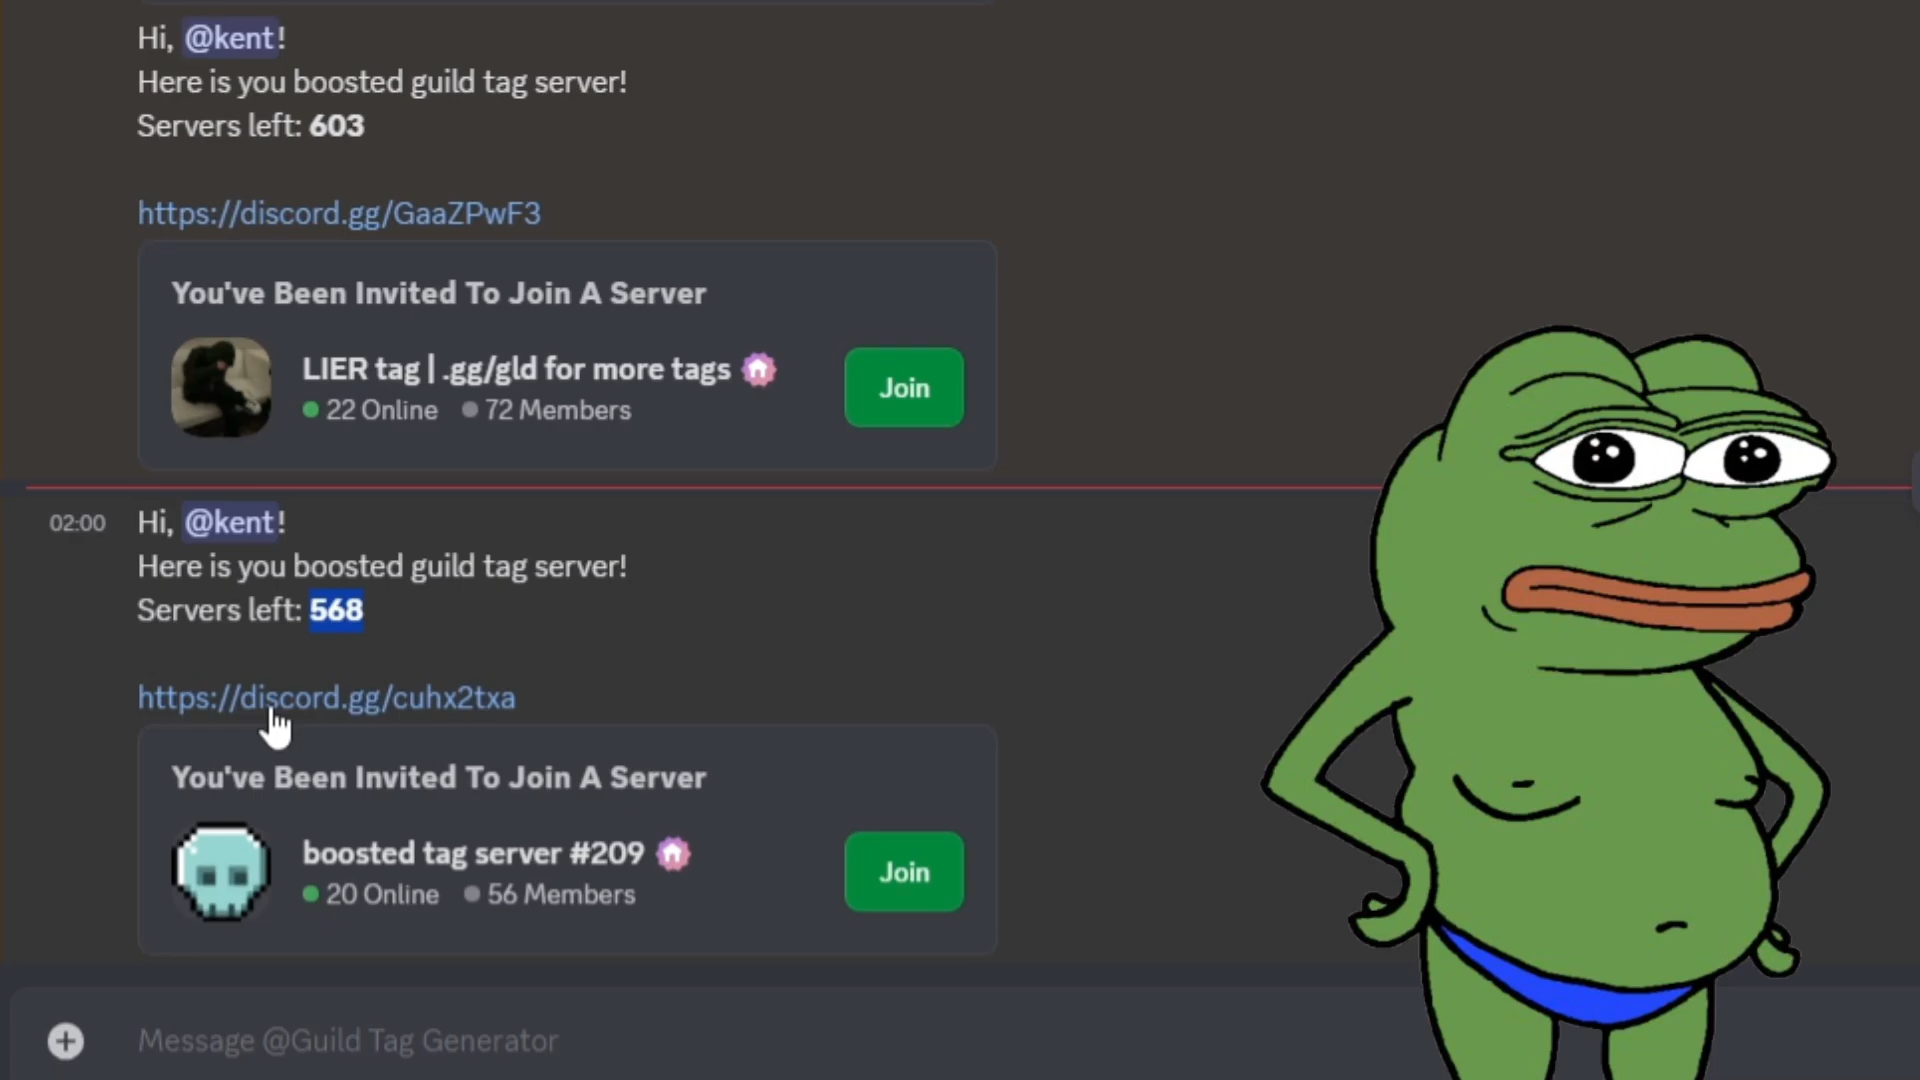 Hi, @kent!
Here is you boosted guild tag server!
Servers left: 603
https://discord.gg/GaaZPwF3
You've Been Invited To Join A Server
LIER tag | .gg/gld for more tags
22 Online 72 Members
Join
02:00 Hi, @kent!
Here is you boosted guild tag server!
Servers left: 568
https://discord.gg/cuhx2txa
You've Been Invited To Join A Server
boosted tag server #209
20 Online 56 Members
Join
Message @Guild Tag Generator